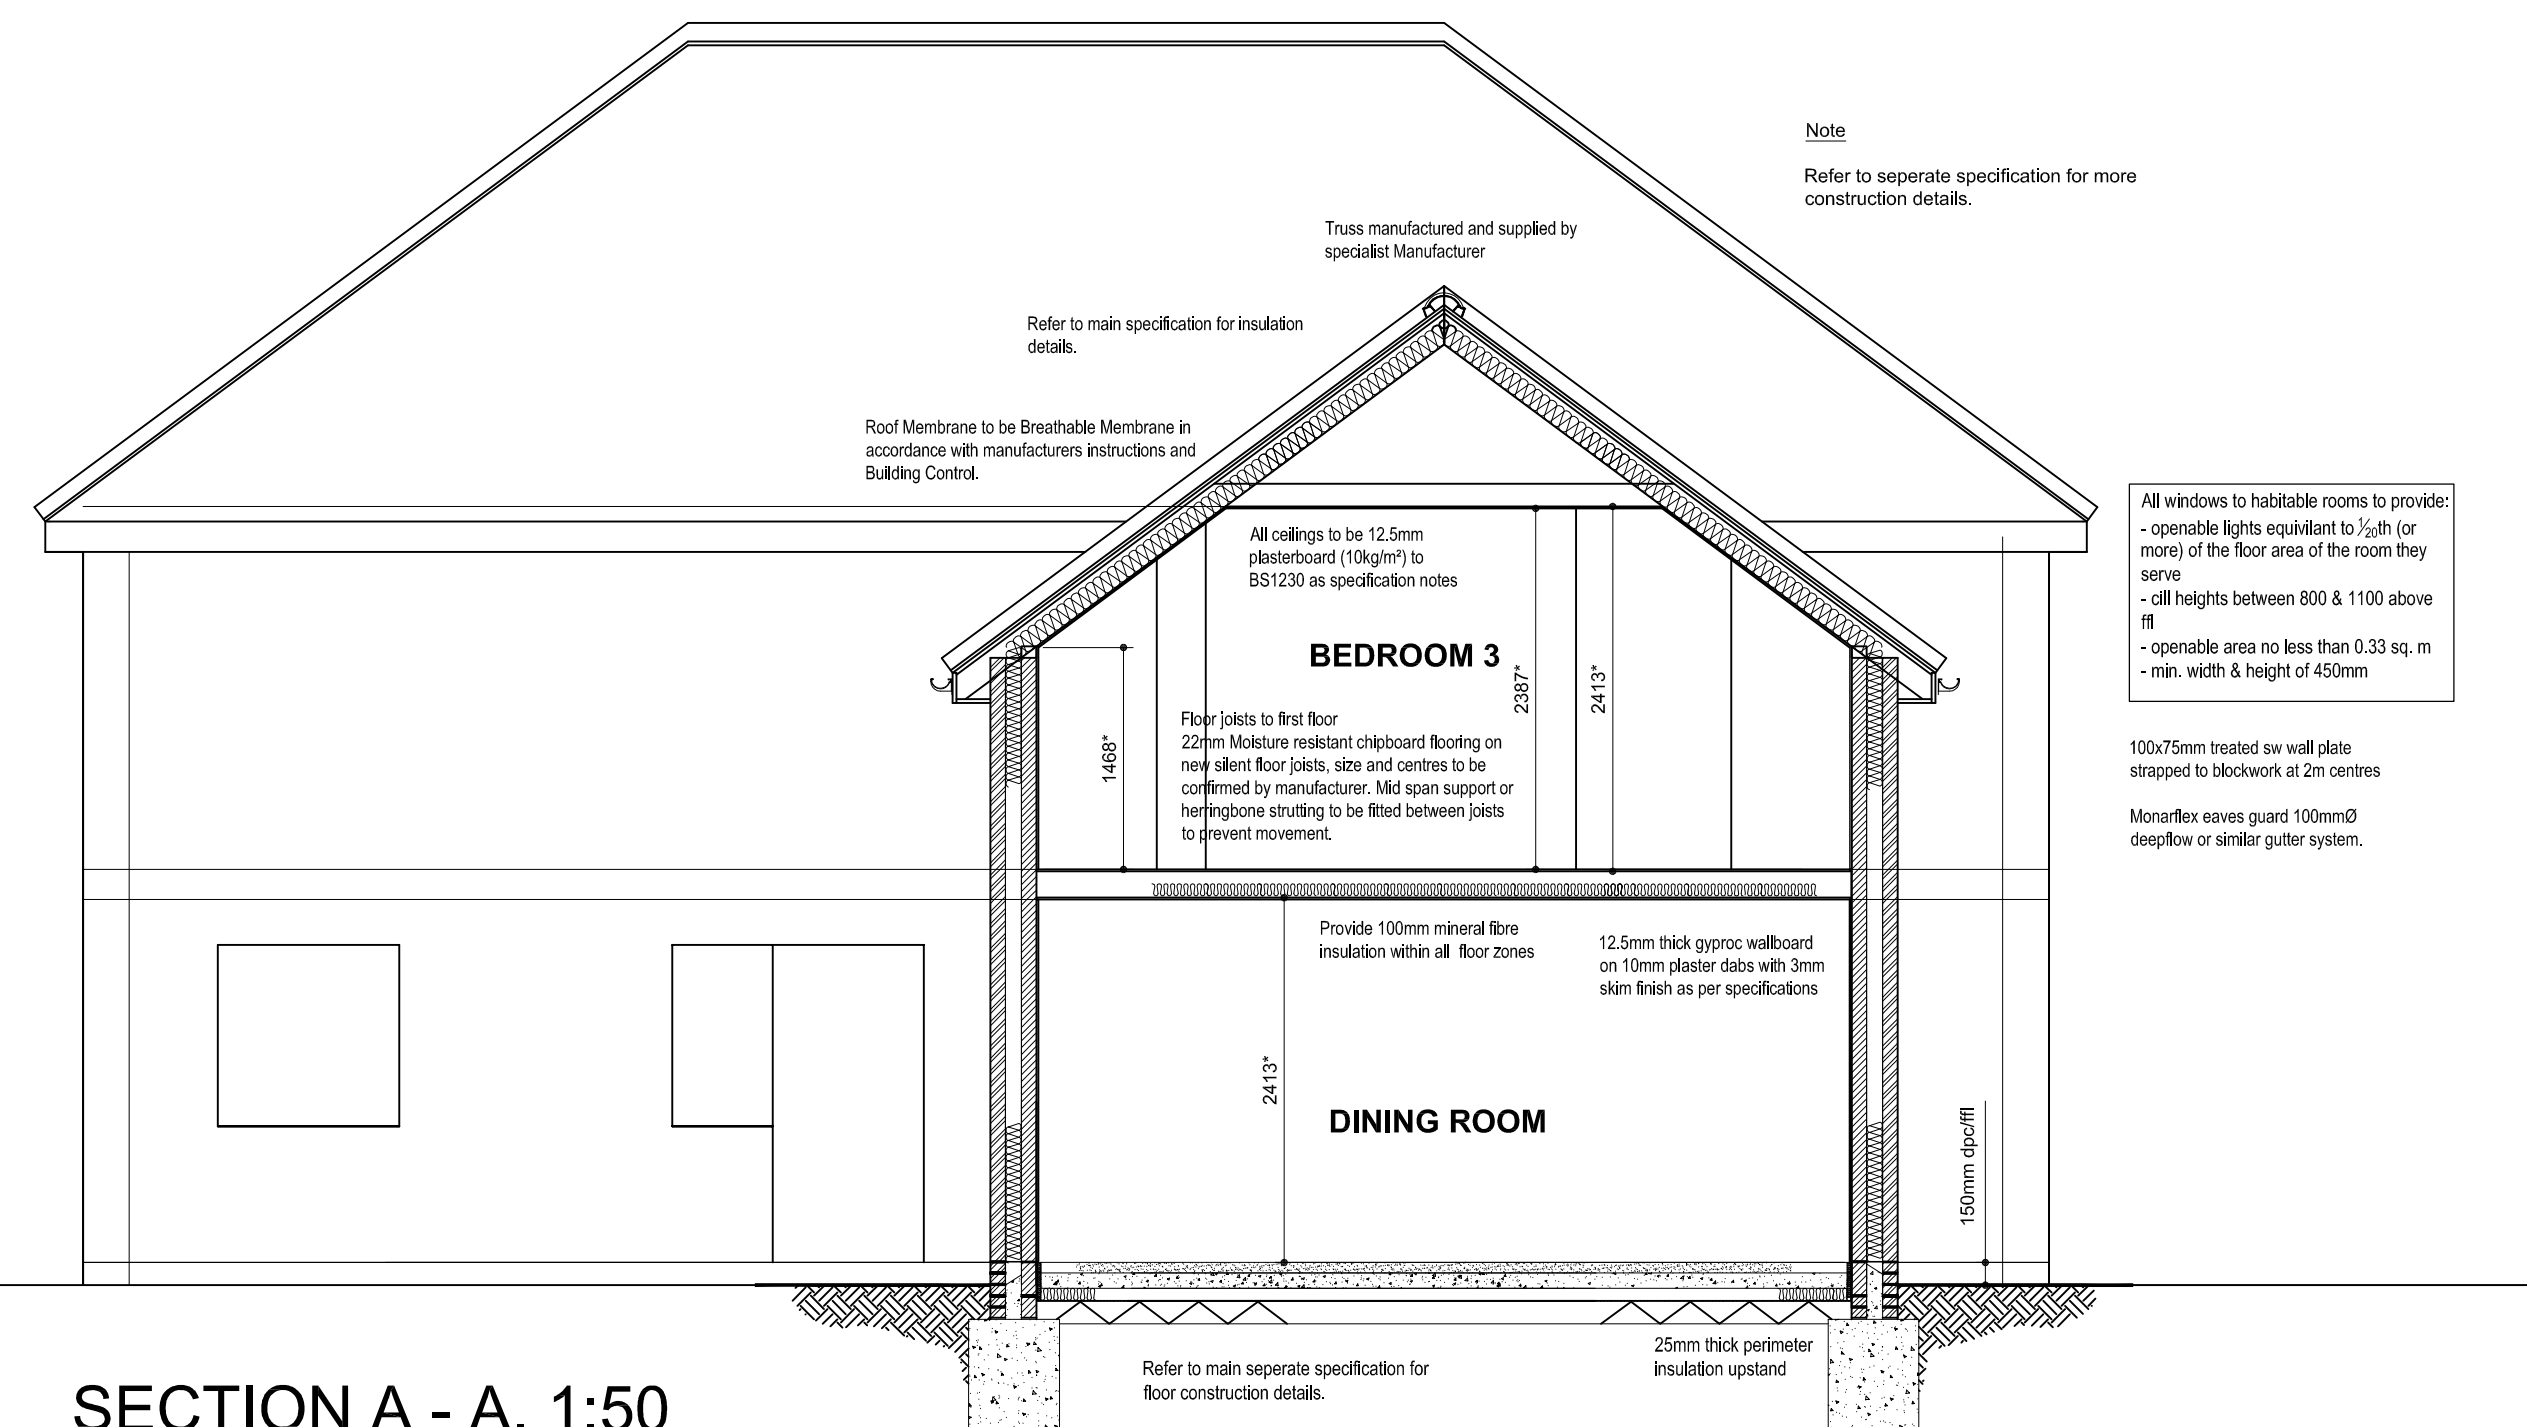 Note
Refer to seperate specification for more
construction details.
Truss manufactured and supplied by
specialist Manufacturer
Refer to main specification for insulation
details.
Roof Membrane to be Breathable Membrane in
accordance with manufacturers instructions and
Building Control.
All windows to habitable rooms to provide:
- openable lights equivilant to 1/20th (or
more) of the floor area of the room they
serve
- cill heights between 800 & 1100 above
ffl
- openable area no less than 0.33 sq. m
- min. width & height of 450mm
All ceilings to be 12.5mm
plasterboard (10kg/m²) to
BS1230 as specification notes
BEDROOM 3
2387*
2413*
1468*
Floor joists to first floor
22mm Moisture resistant chipboard flooring on
new silent floor joists, size and centres to be
confirmed by manufacturer. Mid span support or
herringbone strutting to be fitted between joists
to prevent movement.
100x75mm treated sw wall plate
strapped to blockwork at 2m centres
Monarflex eaves guard 100mmØ
deepflow or similar gutter system.
Provide 100mm mineral fibre
insulation within all floor zones
12.5mm thick gyproc wallboard
on 10mm plaster dabs with 3mm
skim finish as per specifications
2413*
DINING ROOM
150mm dpc/ffl
25mm thick perimeter
insulation upstand
Refer to main seperate specification for
floor construction details.
SECTION A - A. 1:50